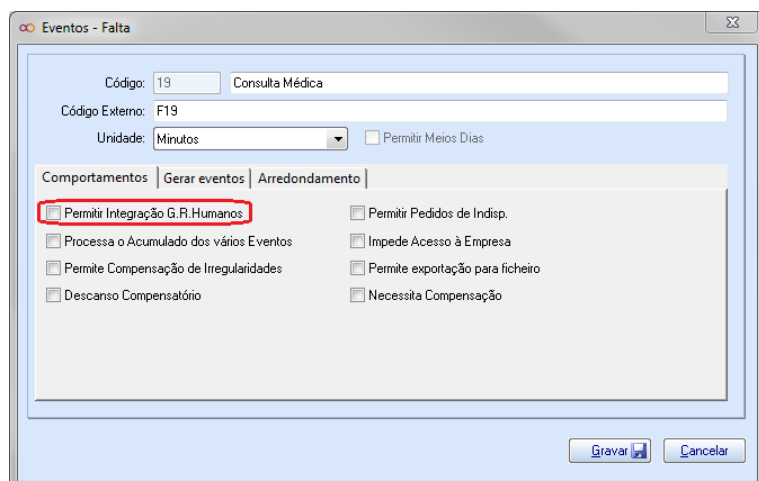 Eventos - Falta
Código: 19 Consulta Médica
Código Externo: F19
Unidade: Minutos Permitir Meios Dias
Comportamentos Gerar eventos Arredondamento
Permitir Integração G.R.Humanos Permitir Pedidos de Indisp.
Processa o Acumulado dos vários Eventos Impede Acesso à Empresa
Permite Compensação de Irregularidades Permite exportação para ficheiro
Descanso Compensatório Necessita Compensação
Gravar Cancelar